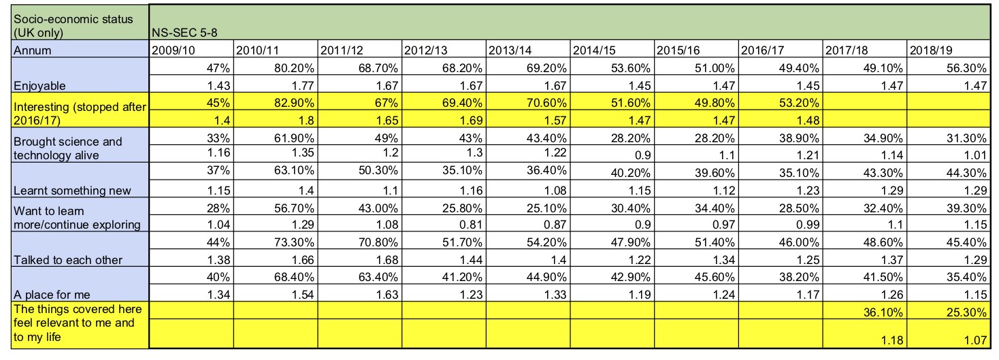 Socio-economic status
(UK only) NS-SEC 5-8
Annum 2009/10 2010/11 2011/12 2012/13 2013/14 2014/15 2015/16 2016/17 2017/18 2018/19
47% 80.20% 68.70% 68.20% 69.20% 53.60% 51.00% 49.40% 49.10% 56.30%
Enjoyable 1.43 1.77 1.67 1.67 1.67 1.45 1.47 1.45 1.47 1.47
Interesting (stopped after 45% 82.90% 67% 69.40% 70.60% 51.60% 49.80% 53.20%
2016/17) 1.4 1.8 1.65 1.69 1.57 1.47 1.47 1.48
Brought science and 33% 61.90% 49% 43% 43.40% 28.20% 28.20% 38.90% 34.90% 31.30%
technology alive 1.16 1.35 1.2 1.3 1.22 0.9 1.1 1.21 1.14 1.01
37% 63.10% 50.30% 35.10% 36.40% 40.20% 39.60% 35.10% 43.30% 44.30%
Learnt something new 1.15 1.4 1.1 1.16 1.08 1.15 1.12 1.23 1.29 1.29
Want to learn 28% 56.70% 43.00% 25.80% 25.10% 30.40% 34.40% 28.50% 32.40% 39.30%
more/continue exploring 1.04 1.29 1.08 0.81 0.87 0.9 0.97 0.99 1.1 1.15
44% 73.30% 70.80% 51.70% 54.20% 47.90% 51.40% 46.00% 48.60% 45.40%
Talked to each other 1.38 1.66 1.68 1.44 1.4 1.22 1.34 1.25 1.37 1.29
40% 68.40% 63.40% 41.20% 44.90% 42.90% 45.60% 38.20% 41.50% 35.40%
A place for me 1.34 1.54 1.63 1.23 1.33 1.19 1.24 1.17 1.26 1.15
The things covered here 36.10% 25.30%
feel relevant to me and
to my life 1.18 1.07